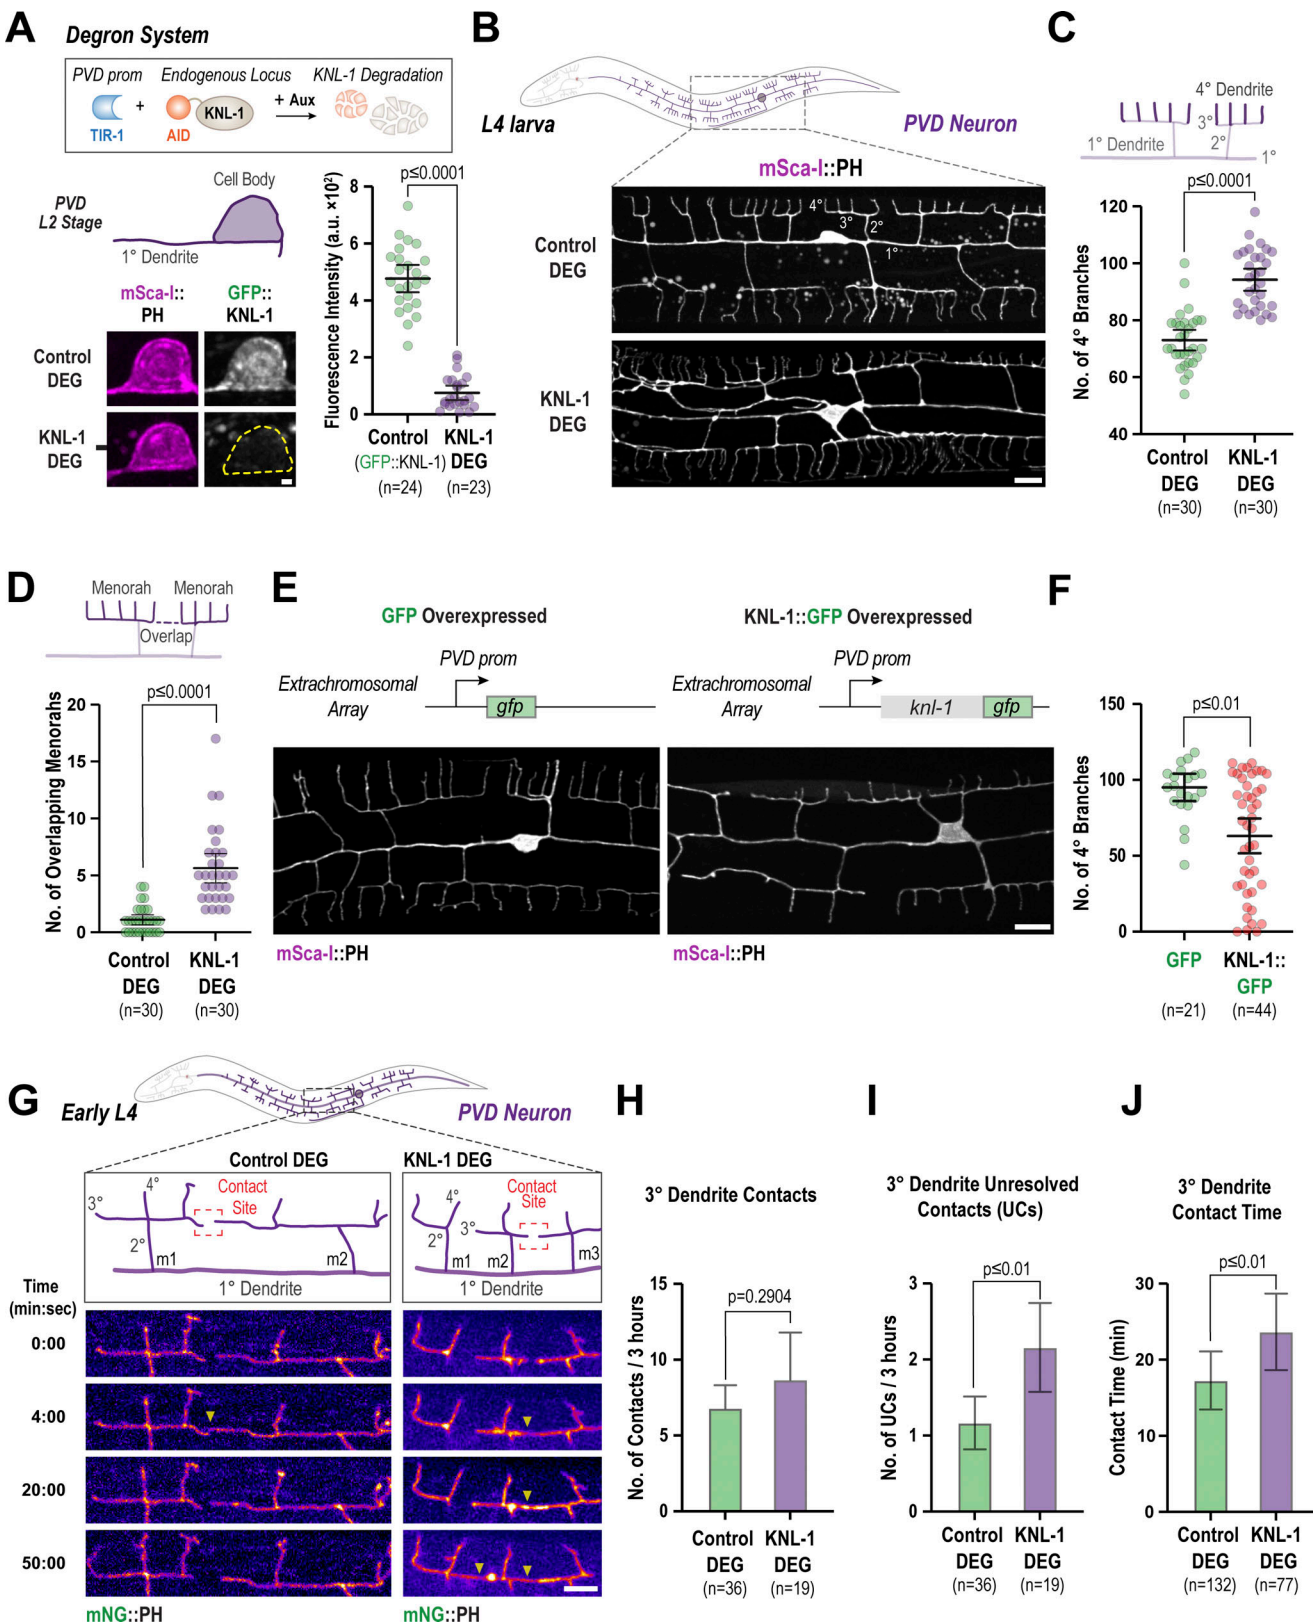 A
Degron System
PVD prom
Endogenous Locus
KNL-1 Degradation
+
KNL-1
+ Aux
TIR-1
AID
PVD
L2 Stage
Cell Body
1° Dendrite
mSca-I::
PH
GFP::
KNL-1
Control
DEG
KNL-1
DEG
Fluorescence Intensity (a.u. ×10²)
p≤0.0001
8
6
4
2
0
Control
(GFP::KNL-1)
(n=24)
KNL-1
DEG
(n=23)
B
L4 larva
PVD Neuron
mSca-I::PH
Control
DEG
4°
3°
2°
1°
KNL-1
DEG
C
4° Dendrite
3°
1° Dendrite
2°
1°
p≤0.0001
No. of 4° Branches
120
100
80
60
40
Control
DEG
(n=30)
KNL-1
DEG
(n=30)
D
Menorah
Menorah
Overlap
p≤0.0001
No. of Overlapping Menorahs
20
15
10
5
0
Control
DEG
(n=30)
KNL-1
DEG
(n=30)
E
GFP Overexpressed
KNL-1::GFP Overexpressed
PVD prom
Extrachromosomal
Array
gfp
PVD prom
Extrachromosomal
Array
knl-1
gfp
mSca-I::PH
mSca-I::PH
F
p≤0.01
No. of 4° Branches
150
100
50
0
GFP
(n=21)
KNL-1::
GFP
(n=44)
G
Early L4
PVD Neuron
Control DEG
KNL-1 DEG
4°
3°
2°
Contact
Site
m1
m2
1° Dendrite
4°
3°
2°
Contact
Site
m1
m2
m3
1° Dendrite
Time
(min:sec)
0:00
4:00
20:00
50:00
mNG::PH
mNG::PH
H
3° Dendrite Contacts
p=0.2904
No. of Contacts / 3 hours
15
10
5
0
Control
DEG
(n=36)
KNL-1
DEG
(n=19)
I
3° Dendrite Unresolved
Contacts (UCs)
p≤0.01
No. of UCs / 3 hours
3
2
1
0
Control
DEG
(n=36)
KNL-1
DEG
(n=19)
J
3° Dendrite
Contact Time
p≤0.01
Contact Time (min)
30
20
10
0
Control
DEG
(n=132)
KNL-1
DEG
(n=77)